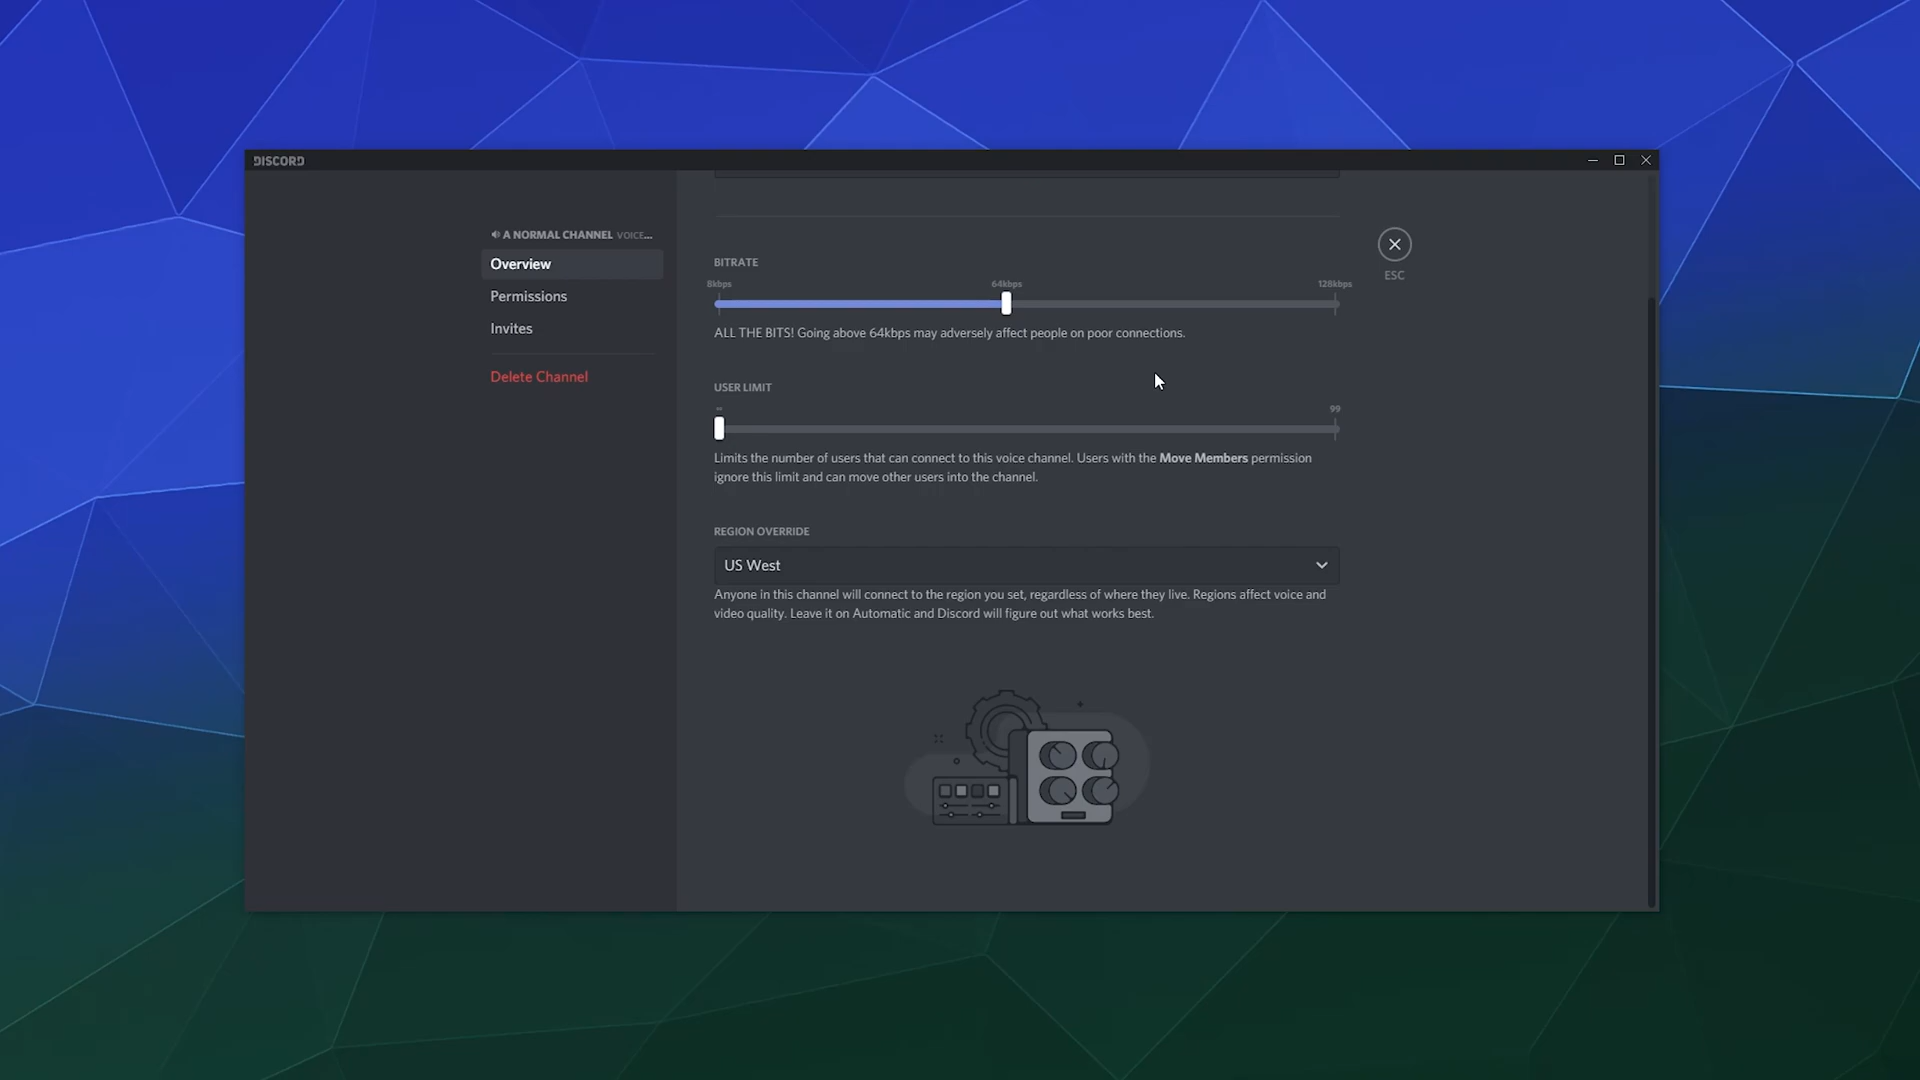 DISCORD
A NORMAL CHANNEL VOICE...
Overview
Permissions
Invites
Delete Channel
BITRATE
8kbps 64kbps 128kbps
ALL THE BITS! Going above 64kbps may adversely affect people on poor connections.
USER LIMIT
∞ 99
Limits the number of users that can connect to this voice channel. Users with the Move Members permission
ignore this limit and can move other users into the channel.
REGION OVERRIDE
US West
Anyone in this channel will connect to the region you set, regardless of where they live. Regions affect voice and
video quality. Leave it on Automatic and Discord will figure out what works best.
ESC